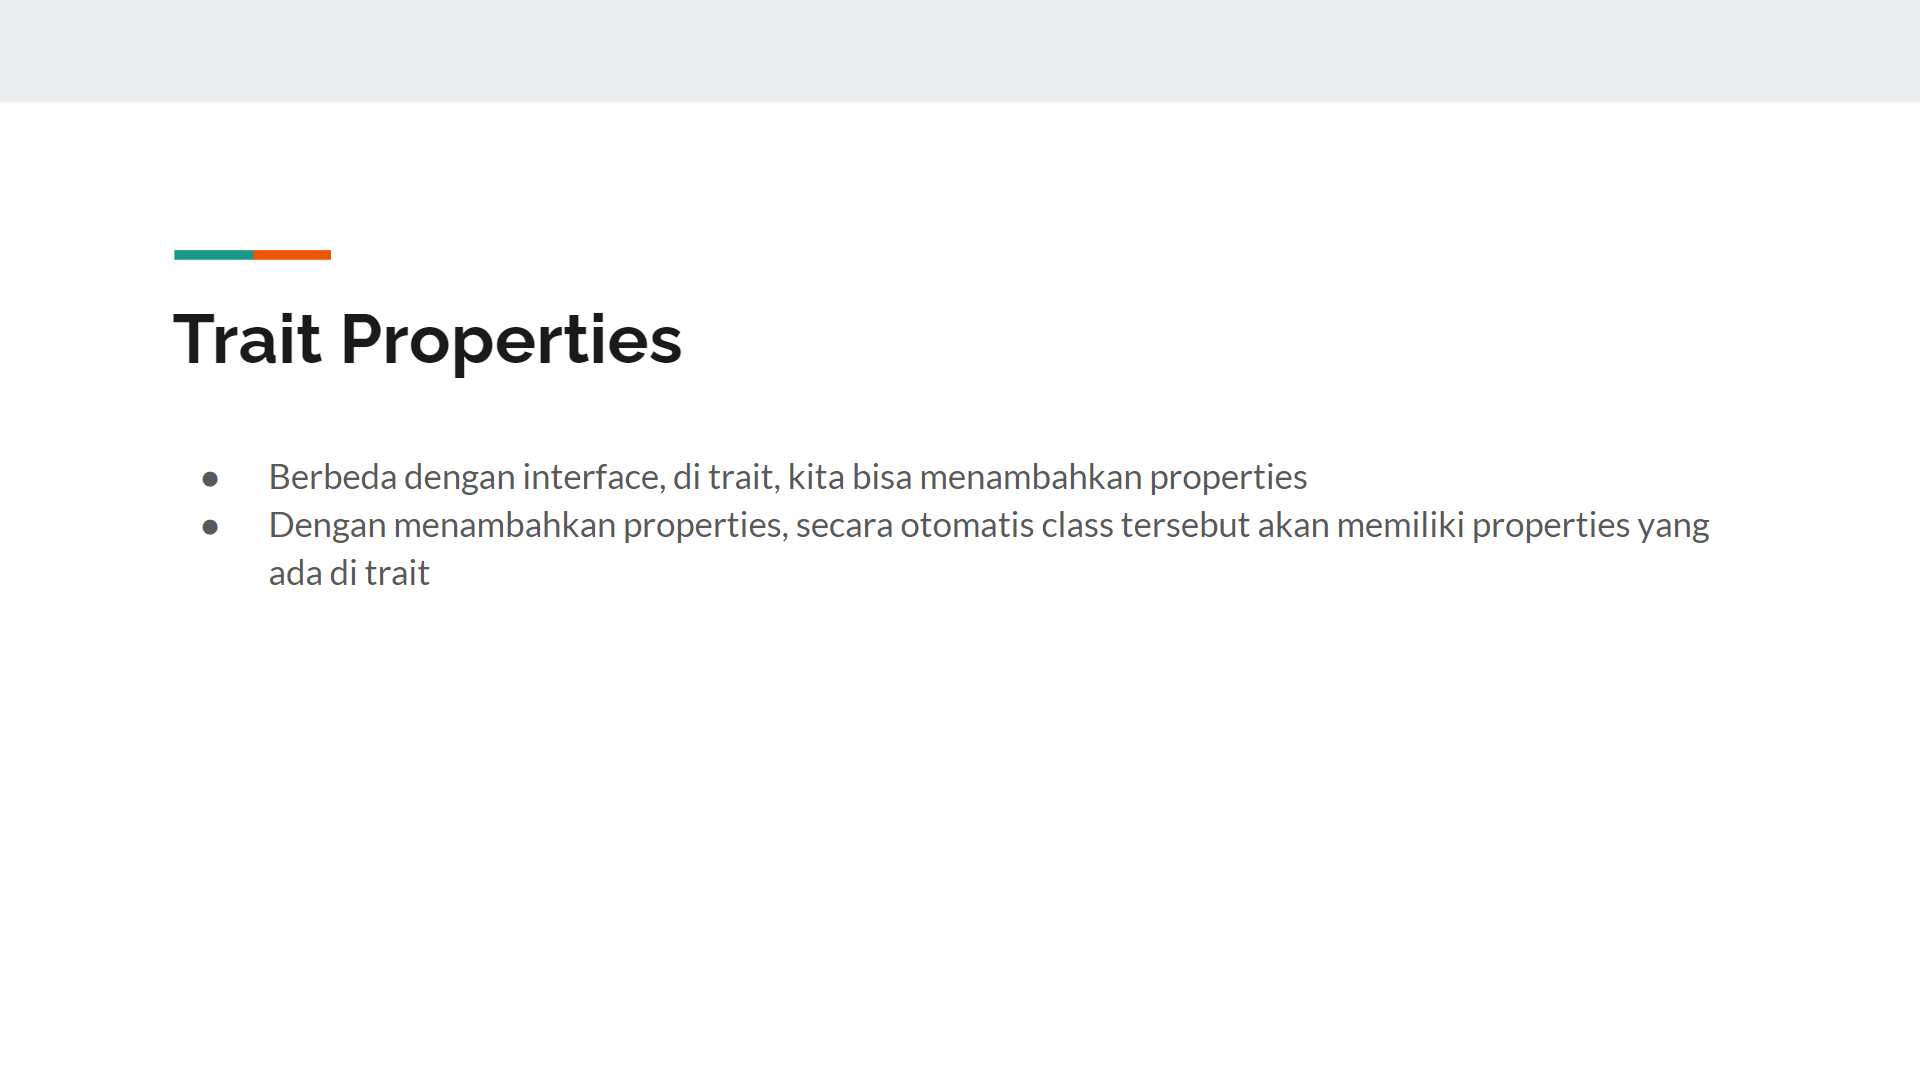 Trait Properties
● Berbeda dengan interface, di trait, kita bisa menambahkan properties
● Dengan menambahkan properties, secara otomatis class tersebut akan memiliki properties yang
ada di trait